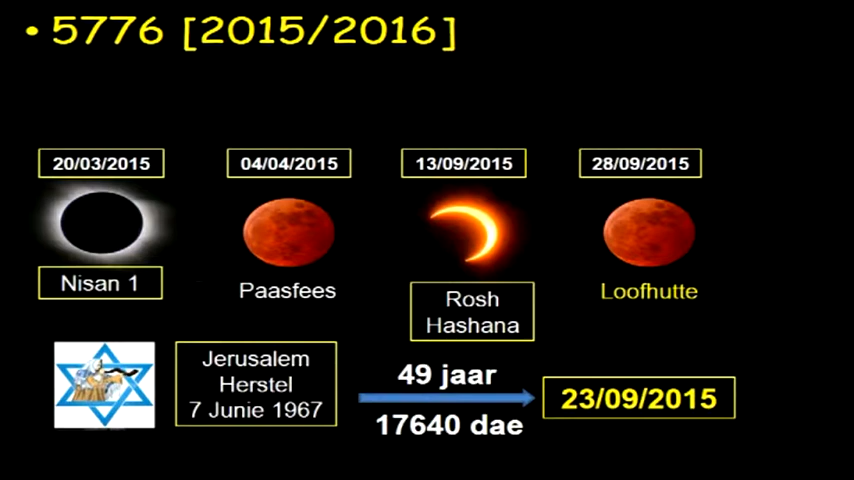 • 5776 [2015/2016]
20/03/2015
04/04/2015
13/09/2015
28/09/2015
Nisan 1
Paasfees
Rosh
Hashana
Loofhutte
Jerusalem
Herstel
7 Junie 1967
49 jaar
17640 dae
23/09/2015